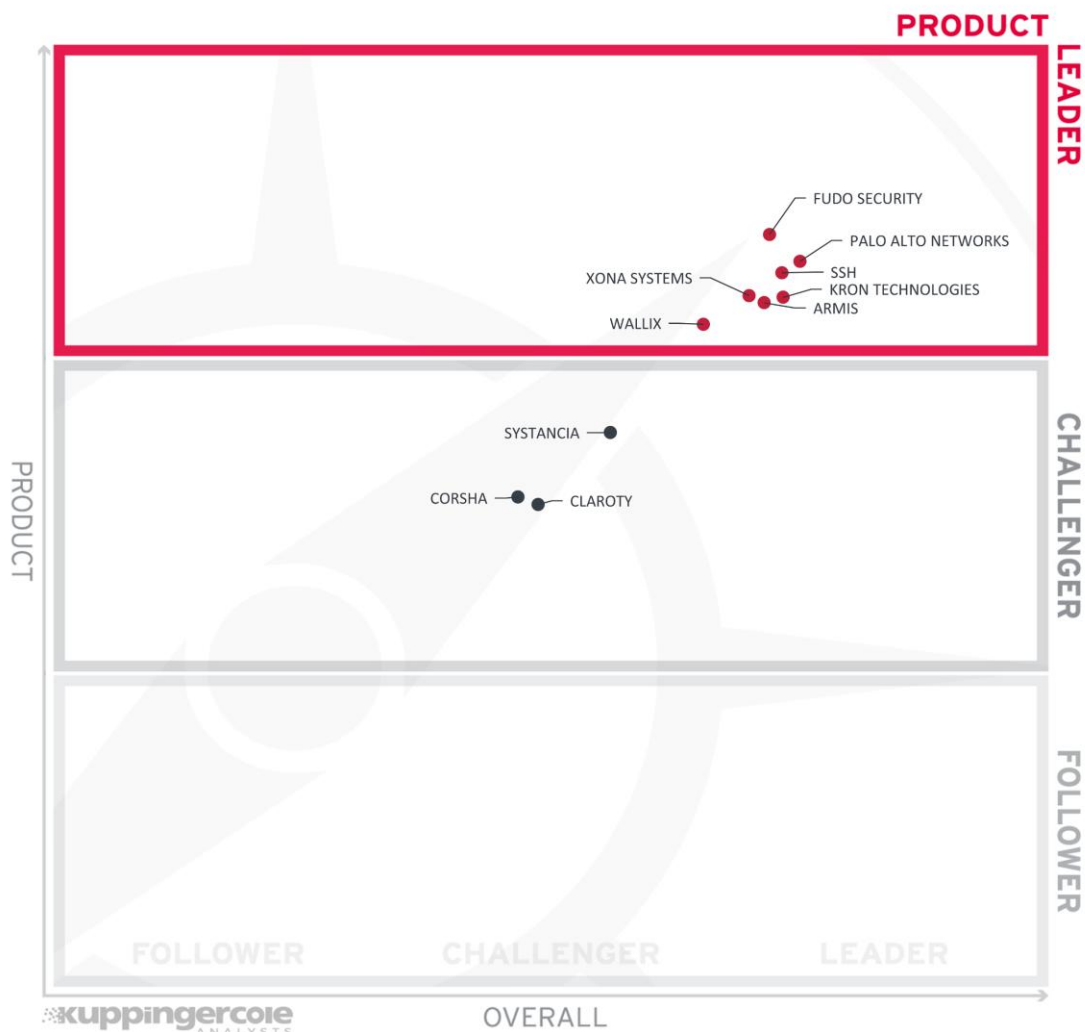 PRODUCT
LEADER
FUDO SECURITY
PALO ALTO NETWORKS
SSH
XONA SYSTEMS
KRON TECHNOLOGIES
ARMIS
WALLIX
CHALLENGER
SYSTANCIA
CORSHA
CLAROTY
PRODUCT
FOLLOWER
FOLLOWER
CHALLENGER
LEADER
kuppingercole
ANALYSTS
OVERALL